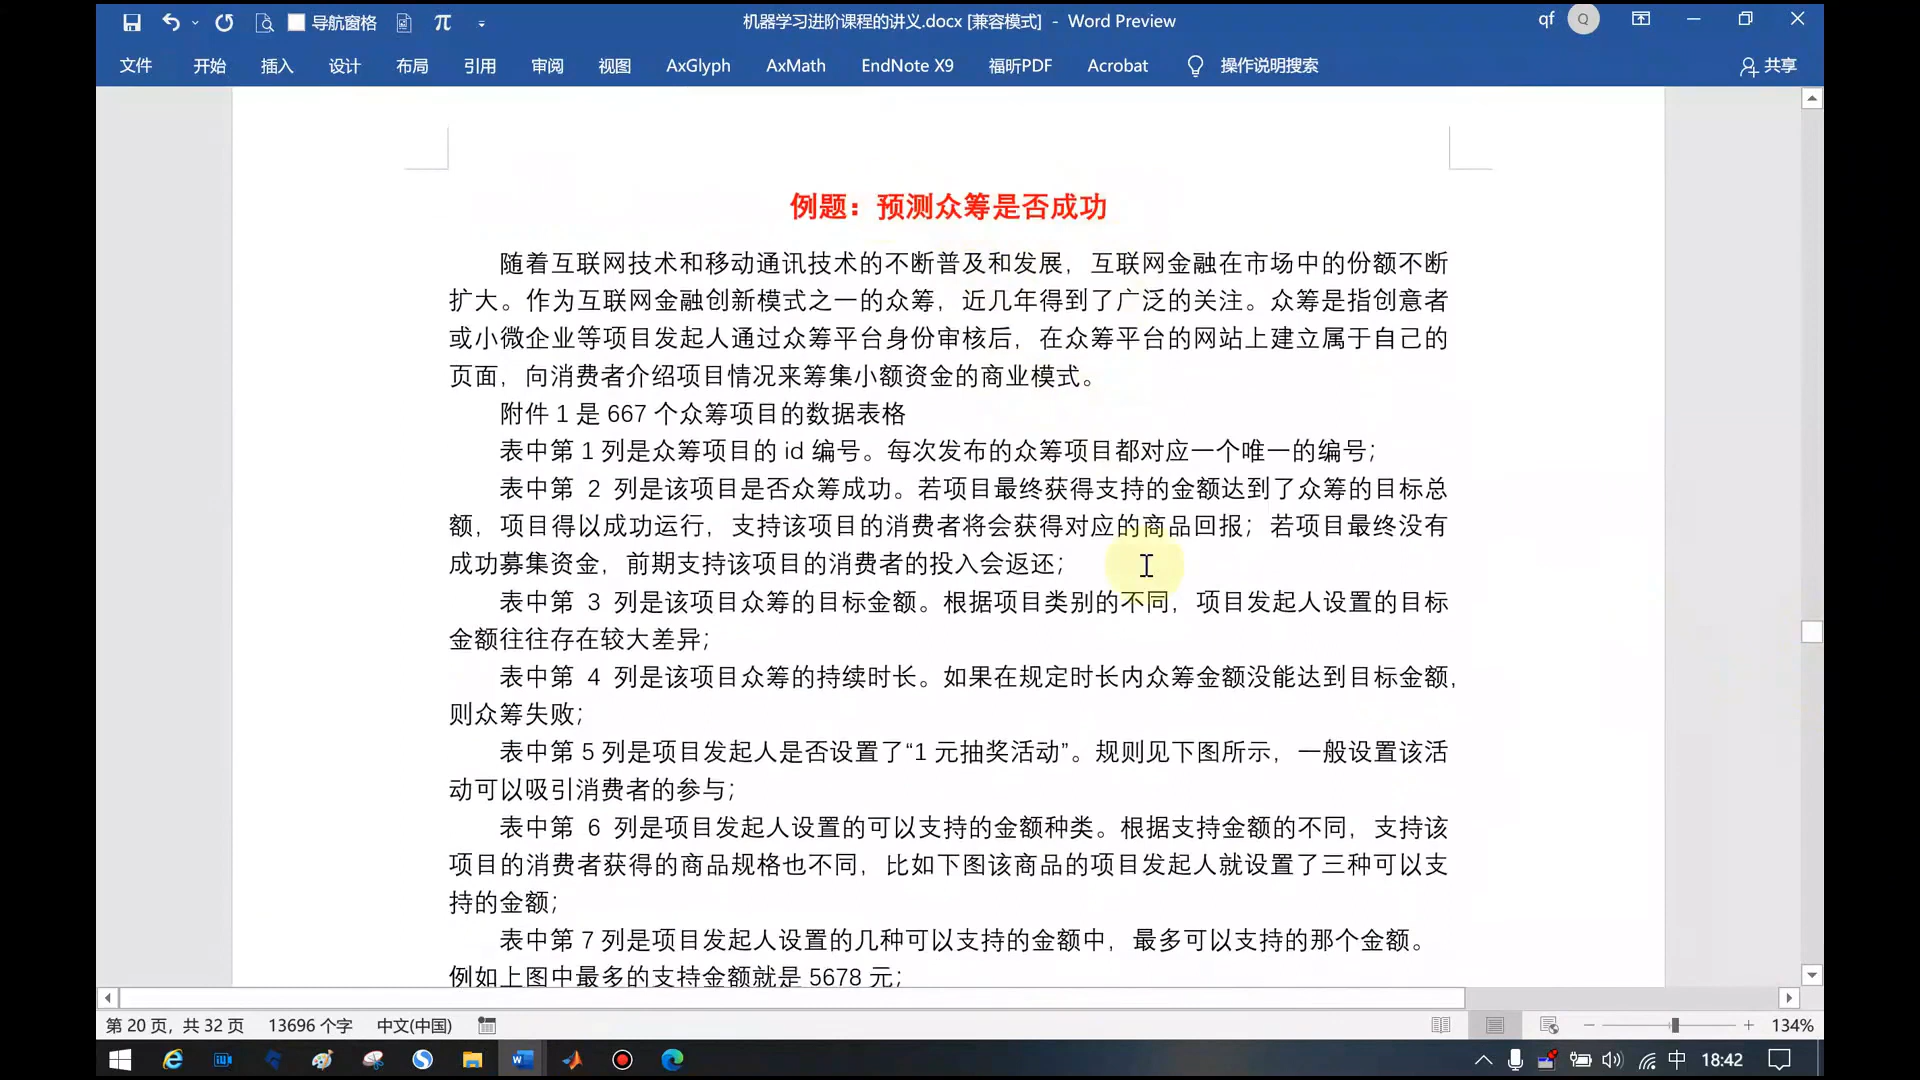 导航窗格
π
机器学习进阶课程的讲义.docx [兼容模式] - Word Preview
qf
Q
文件 开始 插入 设计 布局 引用 审阅 视图 AxGlyph AxMath EndNote X9 福昕PDF Acrobat 操作说明搜索 共享
例题：预测众筹是否成功
随着互联网技术和移动通讯技术的不断普及和发展，互联网金融在市场中的份额不断
扩大。作为互联网金融创新模式之一的众筹，近几年得到了广泛的关注。众筹是指创意者
或小微企业等项目发起人通过众筹平台身份审核后，在众筹平台的网站上建立属于自己的
页面，向消费者介绍项目情况来筹集小额资金的商业模式。
附件 1 是 667 个众筹项目的数据表格
表中第 1 列是众筹项目的 id 编号。每次发布的众筹项目都对应一个唯一的编号；
表中第 2 列是该项目是否众筹成功。若项目最终获得支持的金额达到了众筹的目标总
额，项目得以成功运行，支持该项目的消费者将会获得对应的商品回报；若项目最终没有
成功募集资金，前期支持该项目的消费者的投入会返还；
表中第 3 列是该项目众筹的目标金额。根据项目类别的不同，项目发起人设置的目标
金额往往存在较大差异；
表中第 4 列是该项目众筹的持续时长。如果在规定时长内众筹金额没能达到目标金额，
则众筹失败；
表中第 5 列是项目发起人是否设置了“1 元抽奖活动”。规则见下图所示，一般设置该活
动可以吸引消费者的参与；
表中第 6 列是项目发起人设置的可以支持的金额种类。根据支持金额的不同，支持该
项目的消费者获得的商品规格也不同，比如下图该商品的项目发起人就设置了三种可以支
持的金额；
表中第 7 列是项目发起人设置的几种可以支持的金额中，最多可以支持的那个金额。
例如上图中最多的支持金额就是 5678 元；
第 20 页，共 32 页 13696 个字 中文(中国) 134%
中 18:42